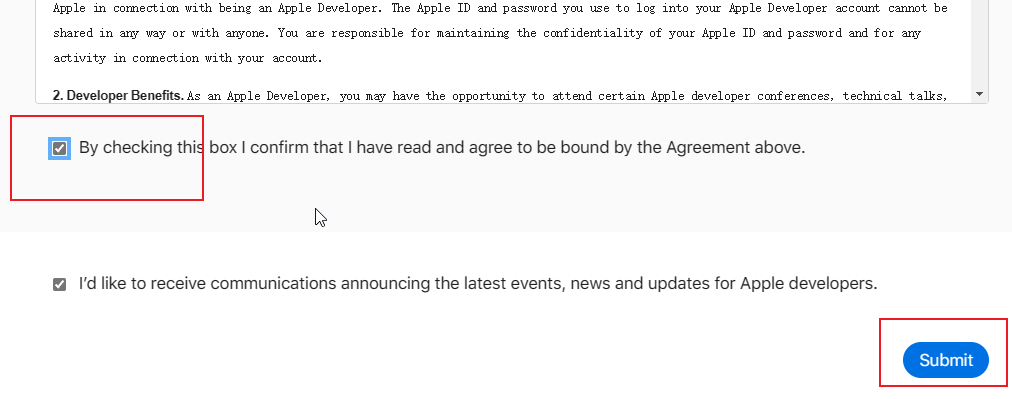 Apple in connection with being an Apple Developer. The Apple ID and password you use to log into your Apple Developer account cannot be
shared in any way or with anyone. You are responsible for maintaining the confidentiality of your Apple ID and password and for any
activity in connection with your account.
2. Developer Benefits. As an Apple Developer, you may have the opportunity to attend certain Apple developer conferences, technical talks,
By checking this box I confirm that I have read and agree to be bound by the Agreement above.
I’d like to receive communications announcing the latest events, news and updates for Apple developers.
Submit